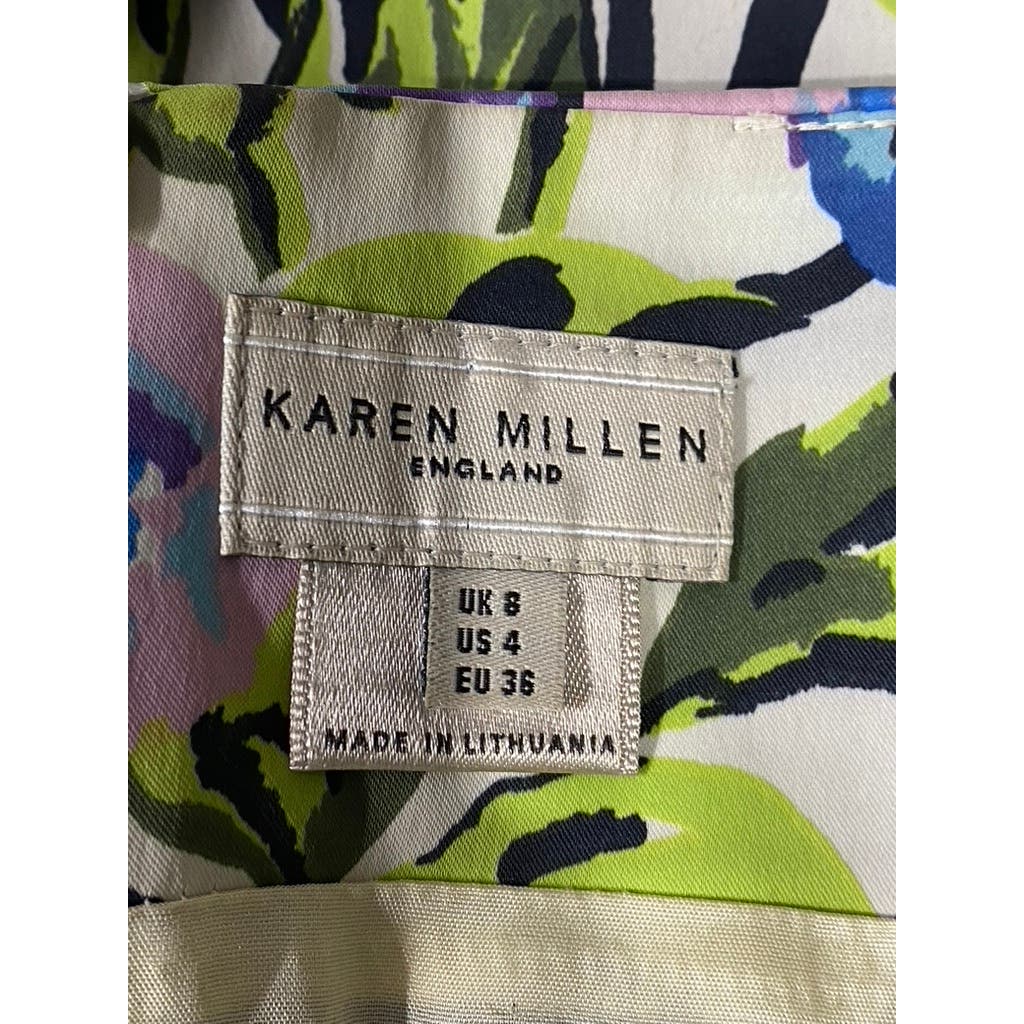 KAREN MILLEN
ENGLAND
UK 8
US 4
EU 36
MADE IN LITHUANIA